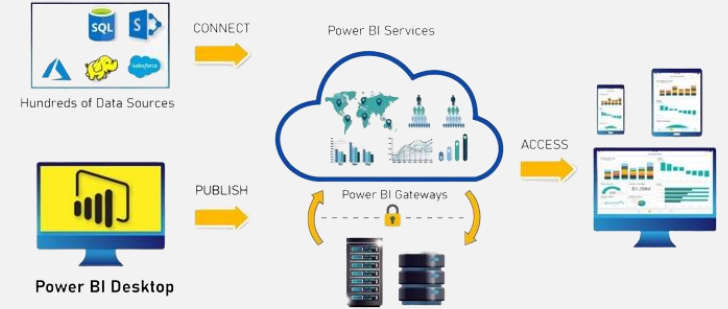 SQL
S
salesforce
Hundreds of Data Sources
CONNECT
Power BI Services
PUBLISH
Power BI Desktop
Power BI Gateways
ACCESS